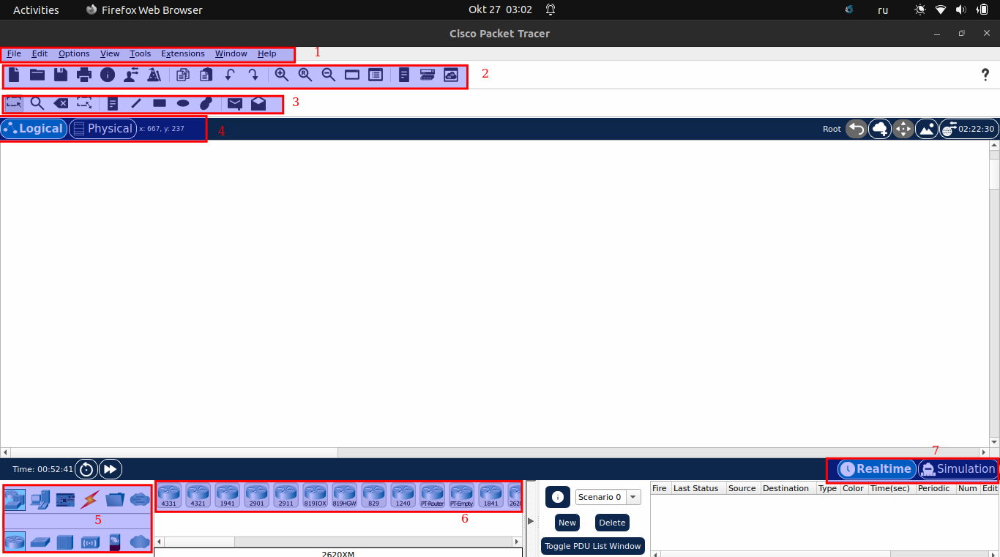 Activities Firefox Web Browser Okt 27 03:02 ru
Cisco Packet Tracer
File Edit Options View Tools Extensions Window Help 1
2
?
3
Logical Physical x: 667, y: 237 4 Root 02:22:30
7
Time: 00:52:41 Realtime Simulation
4331 4321 1941 2901 2911 819IOX 819HGW 829 1240 PT-Router PT-Empty 1841 262
Fire Last Status Source Destination Type Color Time(sec) Periodic Num Edit
Scenario 0
5 6
New Delete
Toggle PDU List Window
2620XM